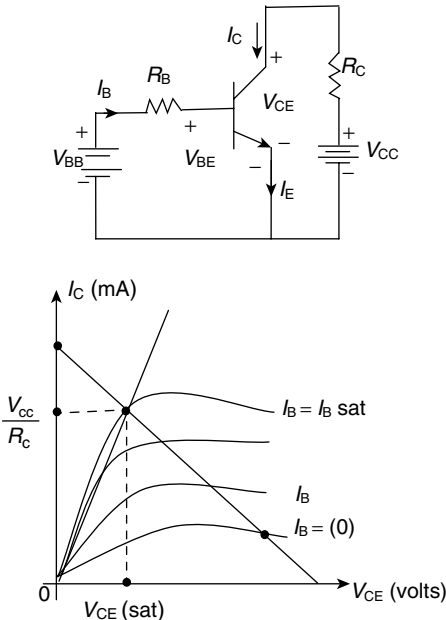 I_C
+
R_B
I_B
V_CE
R_C
+
+
V_BB
V_BE
−
−
−
+
V_CC
−
I_E
I_C (mA)
V_cc
R_c
I_B = I_B sat
I_B
I_B = (0)
0
V_CE (sat)
V_CE (volts)